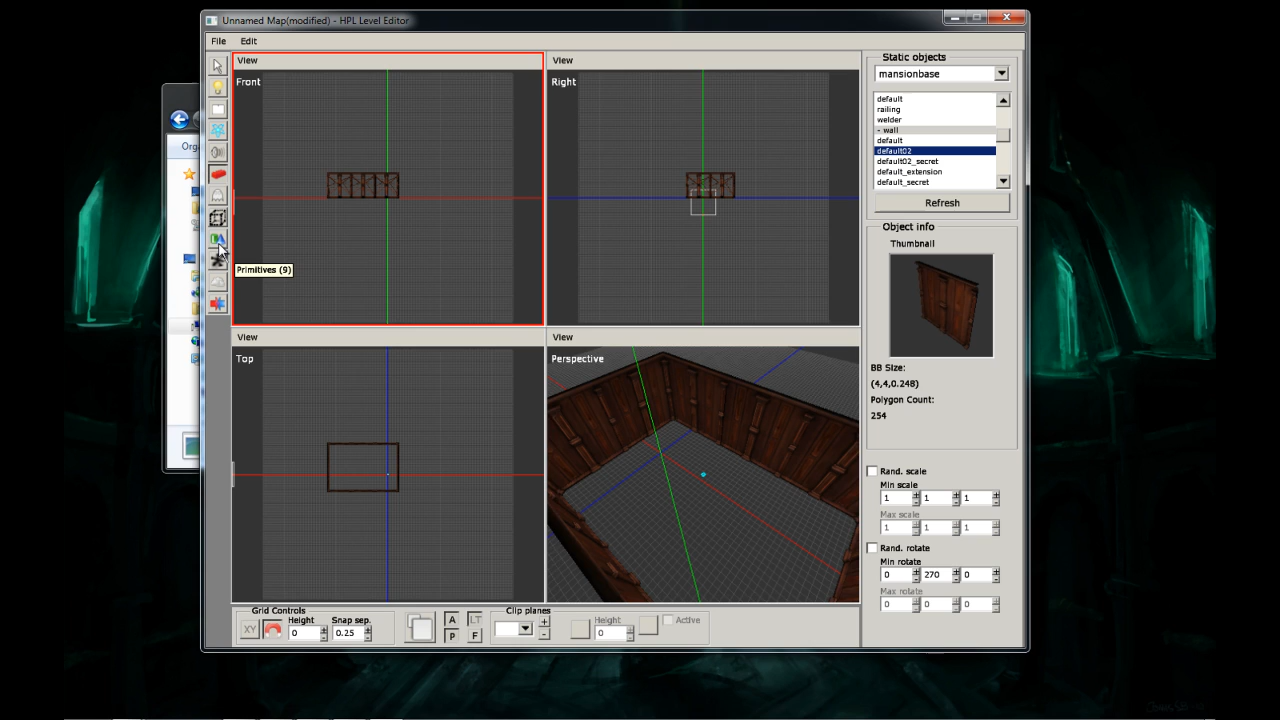 Unnamed Map(modified) - HPL Level Editor
File Edit
View
Front
View
Right
Primitives (9)
View
Top
View
Perspective
Static objects
mansionbase
default
railing
welder
- wall
default
default02
default02_secret
default_extension
default_secret
Refresh
Object info
Thumbnail
BB Size:
(4,4,0.248)
Polygon Count:
254
Rand. scale
Min scale
1 1 1
Max scale
1 1 1
Rand. rotate
Min rotate
0 270 0
Max rotate
0 0 0
Grid Controls
XY
Height
0
Snap sep.
0.25
A LT
P F
Clip planes
+
-
Height
0
Active
Orga